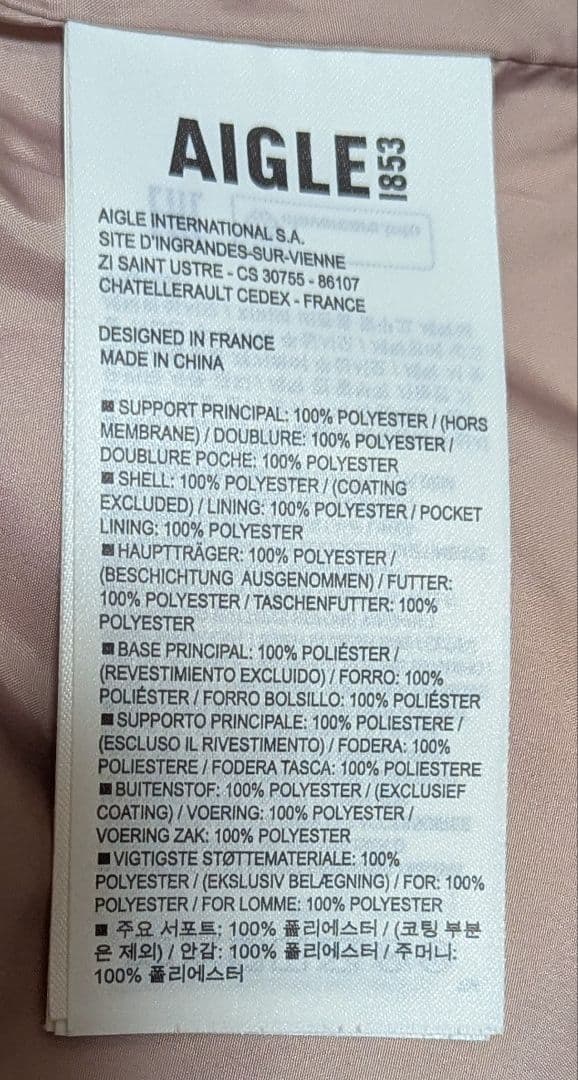 AIGLE 1853
AIGLE INTERNATIONAL S.A.
SITE D'INGRANDES-SUR-VIENNE
ZI SAINT USTRE - CS 30755 - 86107
CHATELLERAULT CEDEX - FRANCE
DESIGNED IN FRANCE
MADE IN CHINA
SUPPORT PRINCIPAL: 100% POLYESTER / (HORS
MEMBRANE) / DOUBLURE: 100% POLYESTER /
DOUBLURE POCHE: 100% POLYESTER
SHELL: 100% POLYESTER / (COATING
EXCLUDED) / LINING: 100% POLYESTER / POCKET
LINING: 100% POLYESTER
HAUPTTRÄGER: 100% POLYESTER /
(BESCHICHTUNG AUSGENOMMEN) / FUTTER:
100% POLYESTER / TASCHENFUTTER: 100%
POLYESTER
BASE PRINCIPAL: 100% POLIÉSTER /
(REVESTIMIENTO EXCLUIDO) / FORRO: 100%
POLIÉSTER / FORRO BOLSILLO: 100% POLIÉSTER
SUPPORTO PRINCIPALE: 100% POLIESTERE /
(ESCLUSO IL RIVESTIMENTO) / FODERA: 100%
POLIESTERE / FODERA TASCA: 100% POLIESTERE
BUITENSTOF: 100% POLYESTER / (EXCLUSIEF
COATING) / VOERING: 100% POLYESTER /
VOERING ZAK: 100% POLYESTER
VIGTIGSTE STØTTEMATERIALE: 100%
POLYESTER / (EKSLUSIV BELÆGNING) / FOR: 100%
POLYESTER / FOR LOMME: 100% POLYESTER
주요 서포트: 100% 폴리에스터 / (코팅 부분
은 제외) / 안감: 100% 폴리에스터 / 주머니:
100% 폴리에스터